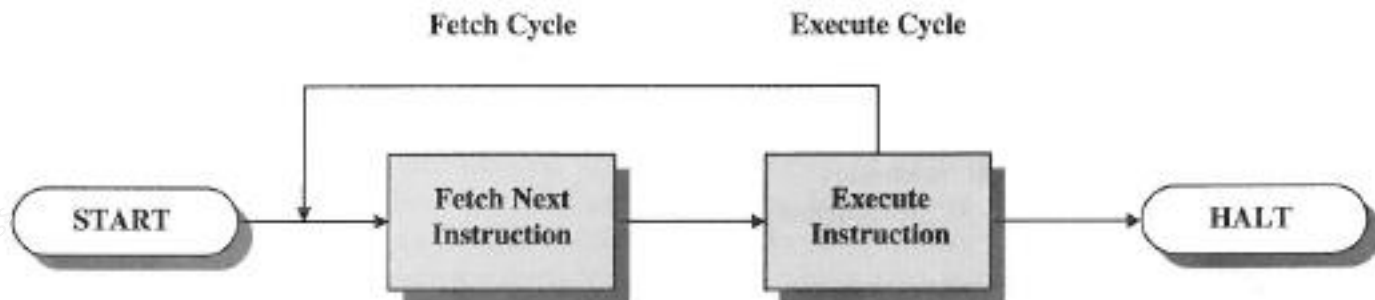 Fetch Cycle
Execute Cycle
START
Fetch Next
Instruction
Execute
Instruction
HALT